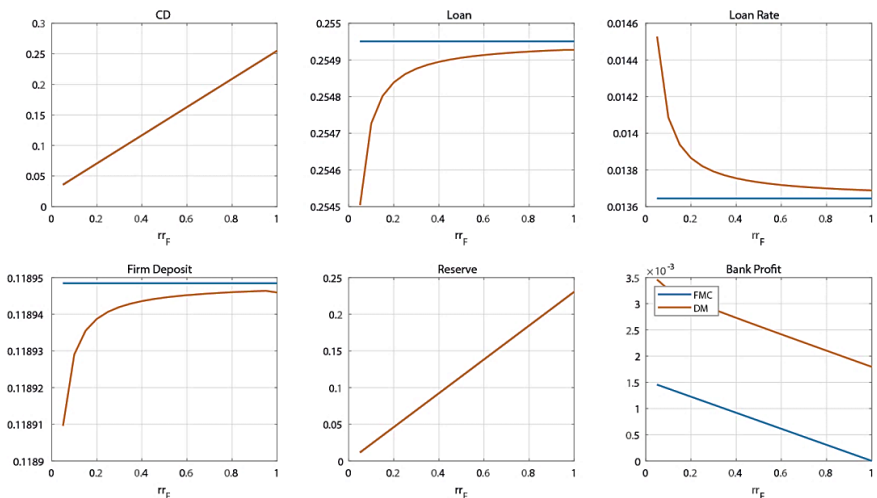 CD
0.3
0.25
0.2
0.15
0.1
0.05
0
0 0.2 0.4 0.6 0.8 1
rr_F
Loan
0.255
0.2549
0.2548
0.2547
0.2546
0.2545
0 0.2 0.4 0.6 0.8 1
rr_F
Loan Rate
0.0146
0.0144
0.0142
0.014
0.0138
0.0136
0 0.2 0.4 0.6 0.8 1
rr_F
Firm Deposit
0.11895
0.11894
0.11893
0.11892
0.11891
0.1189
0 0.2 0.4 0.6 0.8 1
rr_F
Reserve
0.25
0.2
0.15
0.1
0.05
0
0 0.2 0.4 0.6 0.8 1
rr_F
Bank Profit
×10⁻³
3.5
3
2.5
2
1.5
1
0.5
0
FMC
DM
0 0.2 0.4 0.6 0.8 1
rr_F